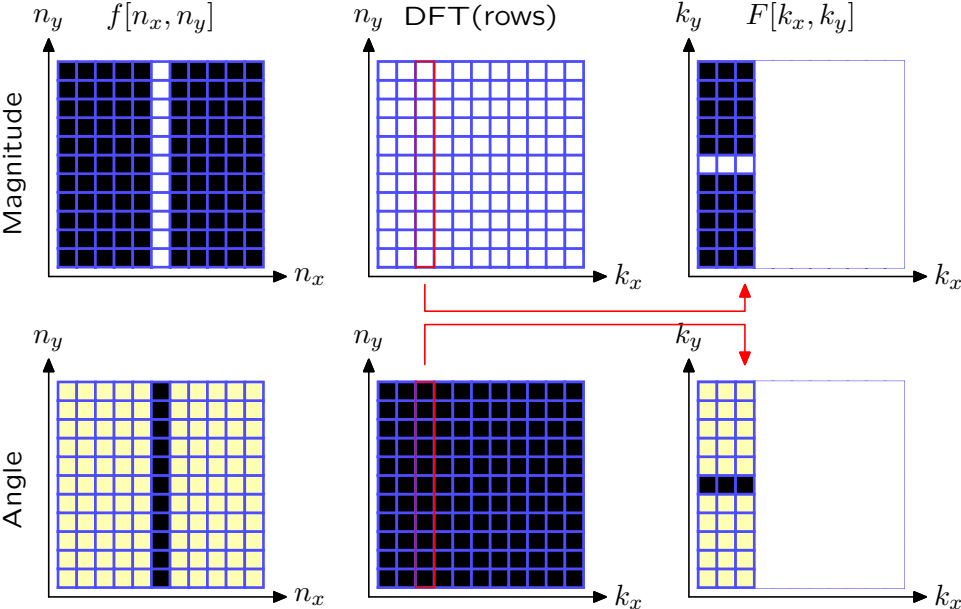 n_y f[n_x, n_y] n_y DFT(rows) k_y F[k_x, k_y]
Magnitude
n_x k_x k_x
n_y n_y k_y
Angle
n_x k_x k_x